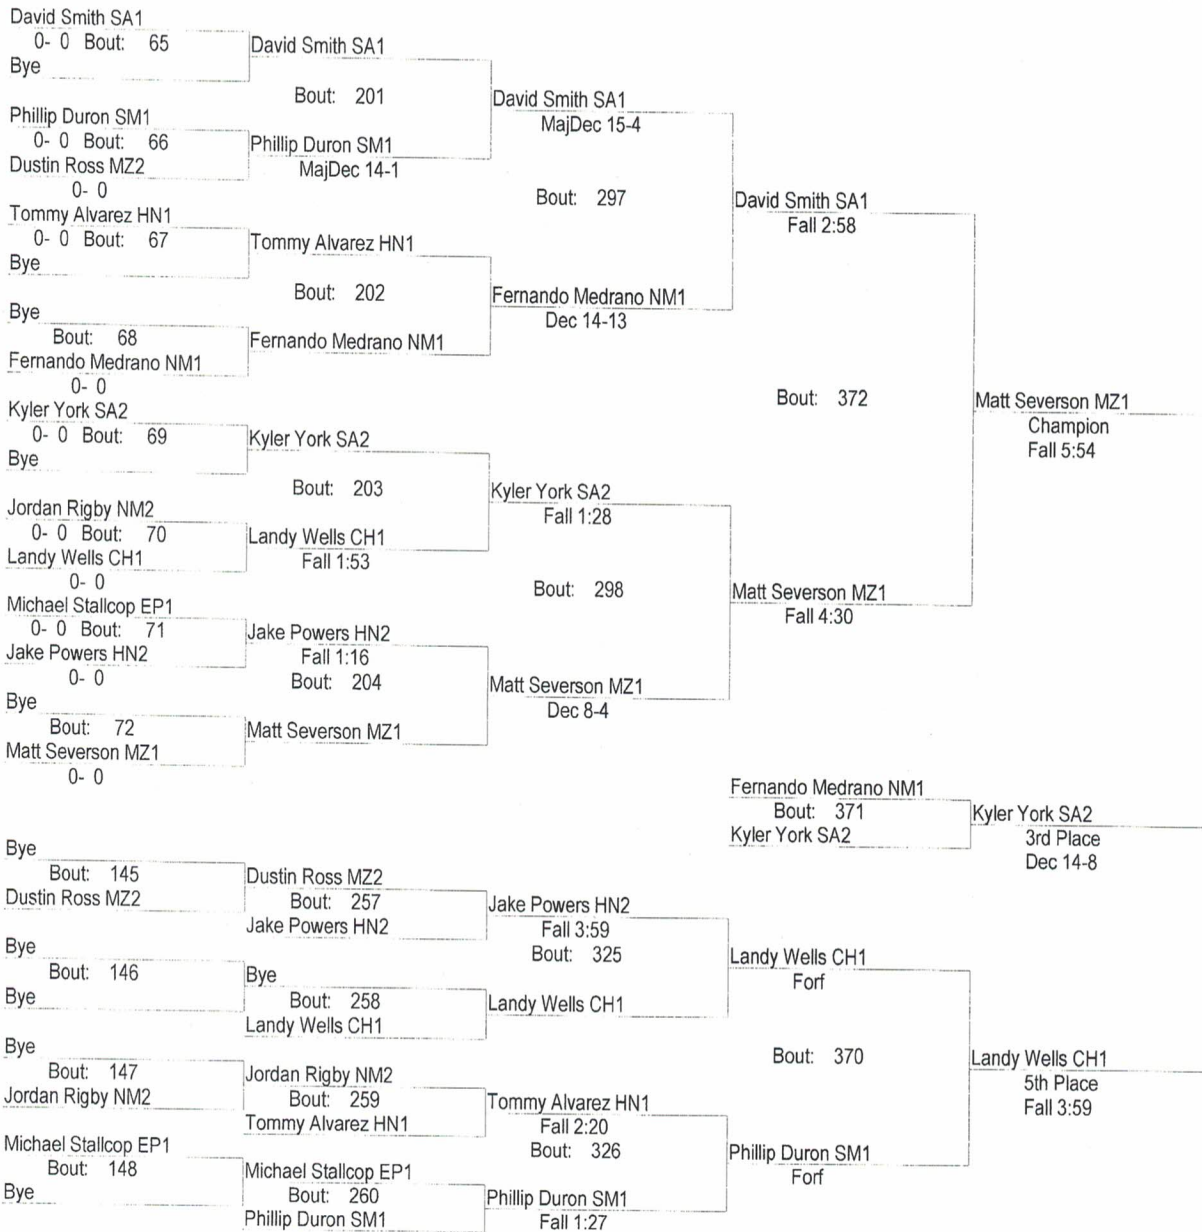 David Smith SA1
0- 0 Bout: 65
Bye
David Smith SA1
Bout: 201
Phillip Duron SM1
0- 0 Bout: 66
Dustin Ross MZ2
0- 0
Phillip Duron SM1
MajDec 14-1
David Smith SA1
MajDec 15-4
Bout: 297
Tommy Alvarez HN1
0- 0 Bout: 67
Bye
Tommy Alvarez HN1
Bout: 202
Bye
Bout: 68
Fernando Medrano NM1
0- 0
Fernando Medrano NM1
Fernando Medrano NM1
Dec 14-13
David Smith SA1
Fall 2:58
Bout: 372
Kyler York SA2
0- 0 Bout: 69
Bye
Kyler York SA2
Bout: 203
Jordan Rigby NM2
0- 0 Bout: 70
Landy Wells CH1
0- 0
Landy Wells CH1
Fall 1:53
Kyler York SA2
Fall 1:28
Bout: 298
Michael Stallcop EP1
0- 0 Bout: 71
Jake Powers HN2
0- 0
Jake Powers HN2
Fall 1:16
Bout: 204
Bye
Bout: 72
Matt Severson MZ1
0- 0
Matt Severson MZ1
Matt Severson MZ1
Dec 8-4
Matt Severson MZ1
Fall 4:30
Matt Severson MZ1
Champion
Fall 5:54
Fernando Medrano NM1
Bout: 371
Kyler York SA2
Kyler York SA2
3rd Place
Dec 14-8
Bye
Bout: 145
Dustin Ross MZ2
Dustin Ross MZ2
Bout: 257
Jake Powers HN2
Jake Powers HN2
Fall 3:59
Bout: 325
Bye
Bout: 146
Bye
Bye
Bout: 258
Landy Wells CH1
Landy Wells CH1
Landy Wells CH1
Forf
Bout: 370
Bye
Bout: 147
Jordan Rigby NM2
Jordan Rigby NM2
Bout: 259
Tommy Alvarez HN1
Tommy Alvarez HN1
Fall 2:20
Bout: 326
Michael Stallcop EP1
Bout: 148
Bye
Michael Stallcop EP1
Bout: 260
Phillip Duron SM1
Phillip Duron SM1
Fall 1:27
Phillip Duron SM1
Forf
Landy Wells CH1
5th Place
Fall 3:59